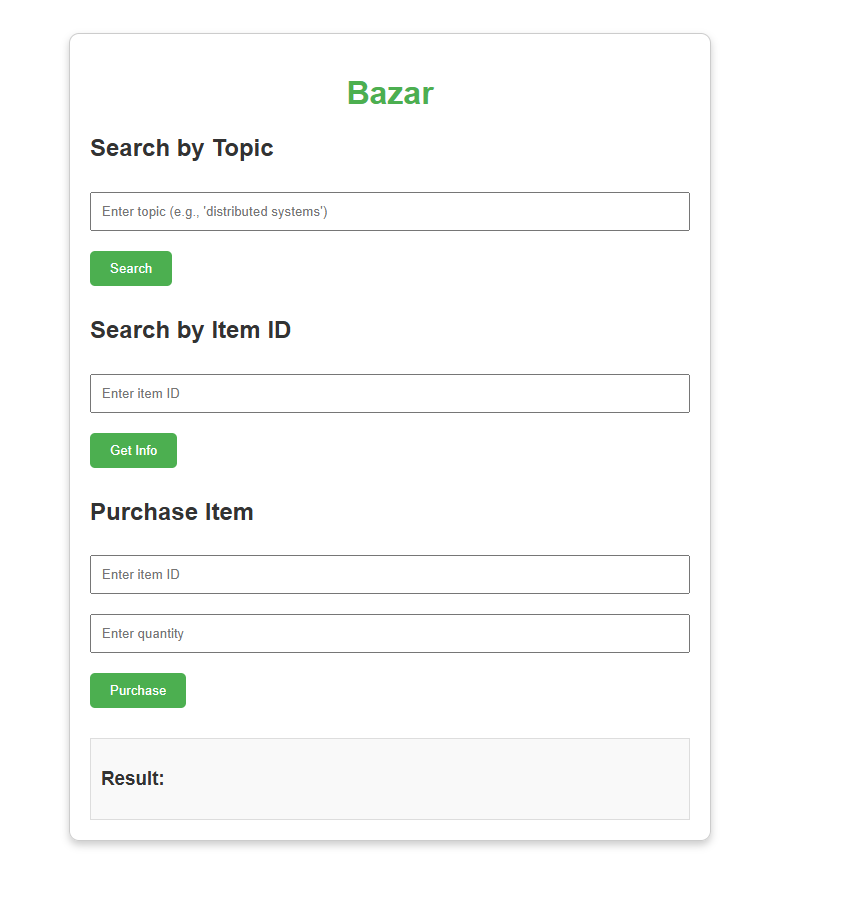 Bazar
Search by Topic
Enter topic (e.g., 'distributed systems')
Search
Search by Item ID
Enter item ID
Get Info
Purchase Item
Enter item ID
Enter quantity
Purchase
Result: